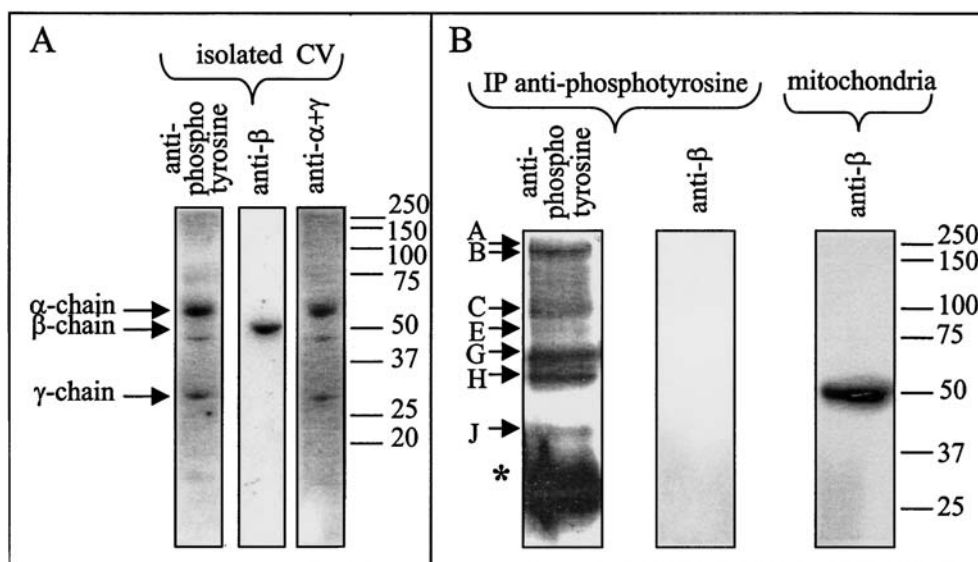 A
isolated CV
anti-
phospho
tyrosine
anti-β
anti-α+γ
250
150
100
75
50
37
25
20
α-chain
β-chain
γ-chain
B
IP anti-phosphotyrosine
mitochondria
anti-
phospho
tyrosine
anti-β
anti-β
A
B
C
E
G
H
J
*
250
150
100
75
50
37
25